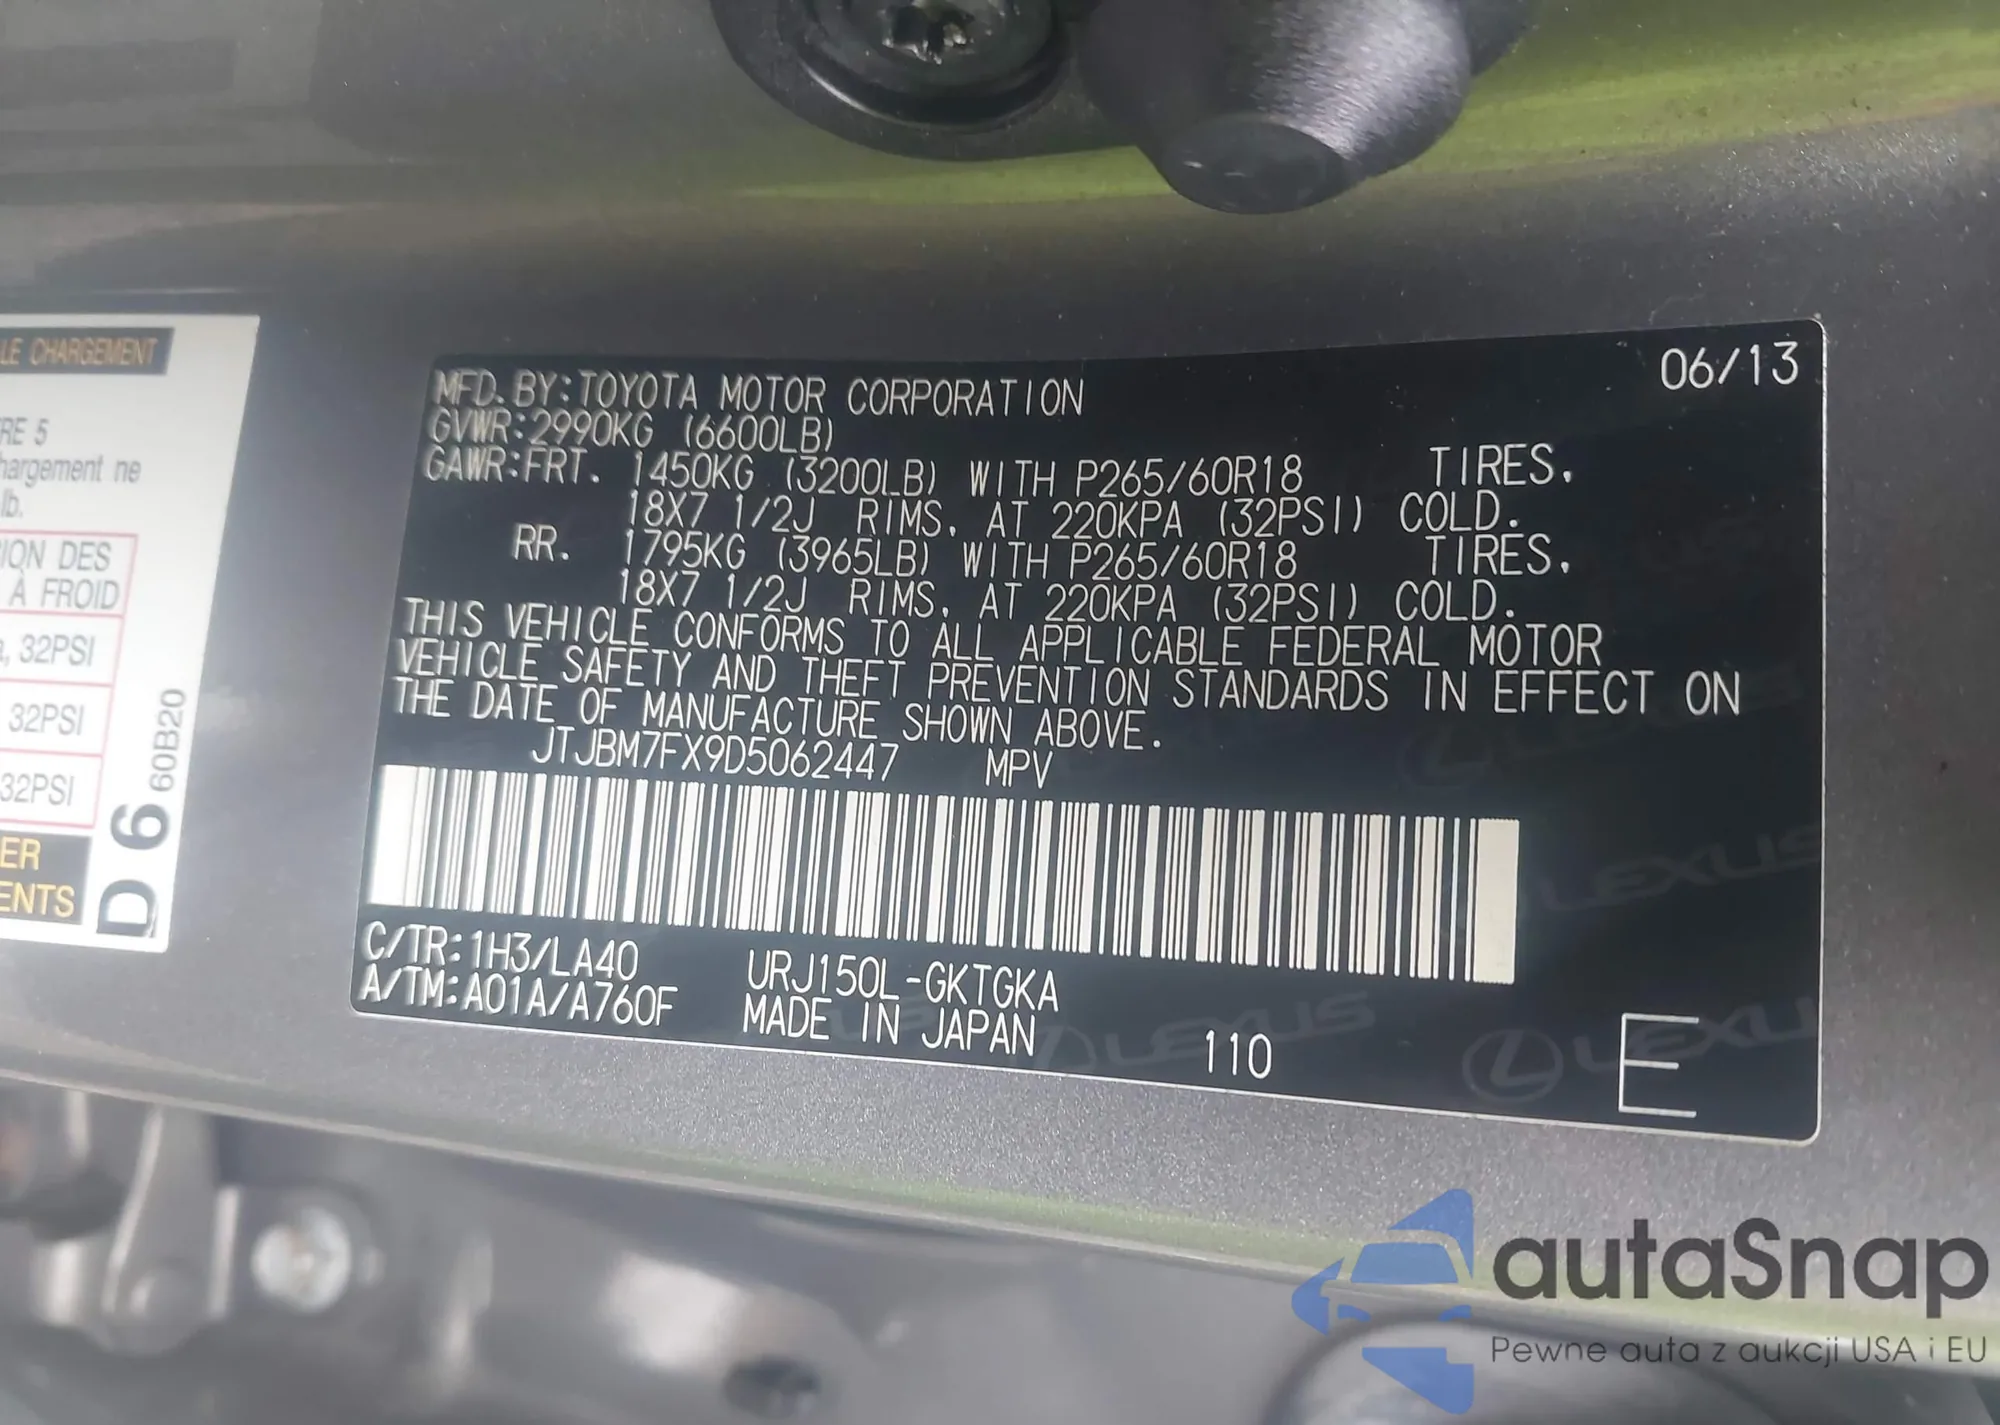 LE CHARGEMENT
RE 5
hargement ne
lb.
ION DES
À FROID
a, 32PSI
32PSI
32PSI
ER
ENTS
D 6 60B20
06/13
MFD. BY: TOYOTA MOTOR CORPORATION
GVWR: 2990KG (6600LB)
GAWR: FRT. 1450KG (3200LB) WITH P265/60R18 TIRES,
18X7 1/2J RIMS, AT 220KPA (32PSI) COLD.
RR. 1795KG (3965LB) WITH P265/60R18 TIRES,
18X7 1/2J RIMS, AT 220KPA (32PSI) COLD.
THIS VEHICLE CONFORMS TO ALL APPLICABLE FEDERAL MOTOR
VEHICLE SAFETY AND THEFT PREVENTION STANDARDS IN EFFECT ON
THE DATE OF MANUFACTURE SHOWN ABOVE.
JTJBM7FX9D5062447 MPV
C/TR: 1H3/LA40 URJ150L-GKTGKA
A/TM: A01A/A760F MADE IN JAPAN 110 E
LEXUS
LEXUS
LEXUS
autaSnap
Pewne auta z aukcji USA i EU